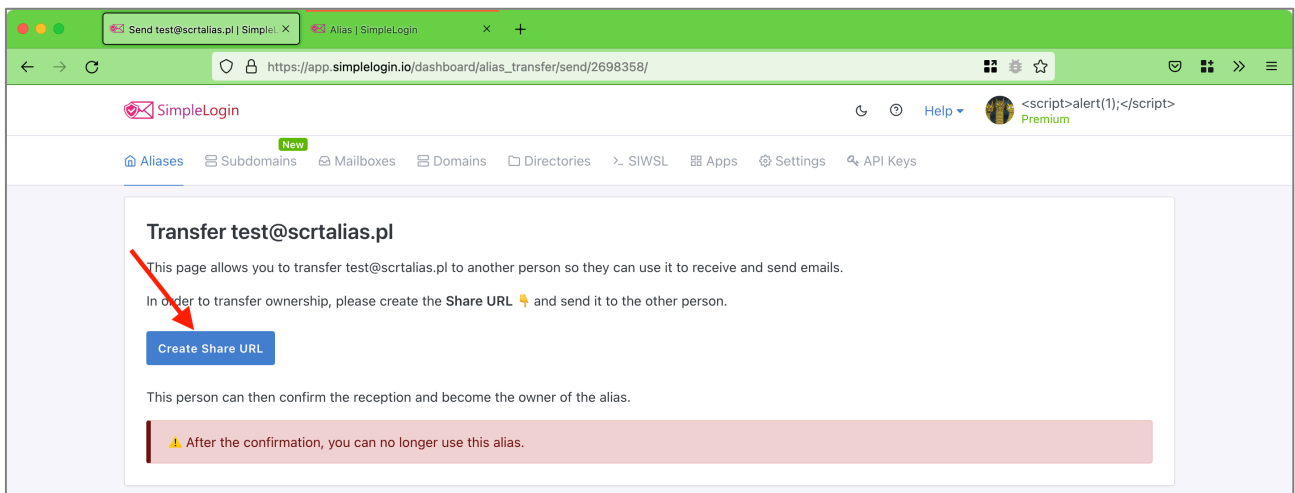 Send test@scrtalias.pl | SimpleL
Alias | SimpleLogin
https://app.simplelogin.io/dashboard/alias_transfer/send/2698358/
SimpleLogin
Help
<script>alert(1);</script>
Premium
New
Aliases
Subdomains
Mailboxes
Domains
Directories
SIWSL
Apps
Settings
API Keys
Transfer test@scrtalias.pl
This page allows you to transfer test@scrtalias.pl to another person so they can use it to receive and send emails.
In order to transfer ownership, please create the Share URL 👇 and send it to the other person.
Create Share URL
This person can then confirm the reception and become the owner of the alias.
⚠️ After the confirmation, you can no longer use this alias.